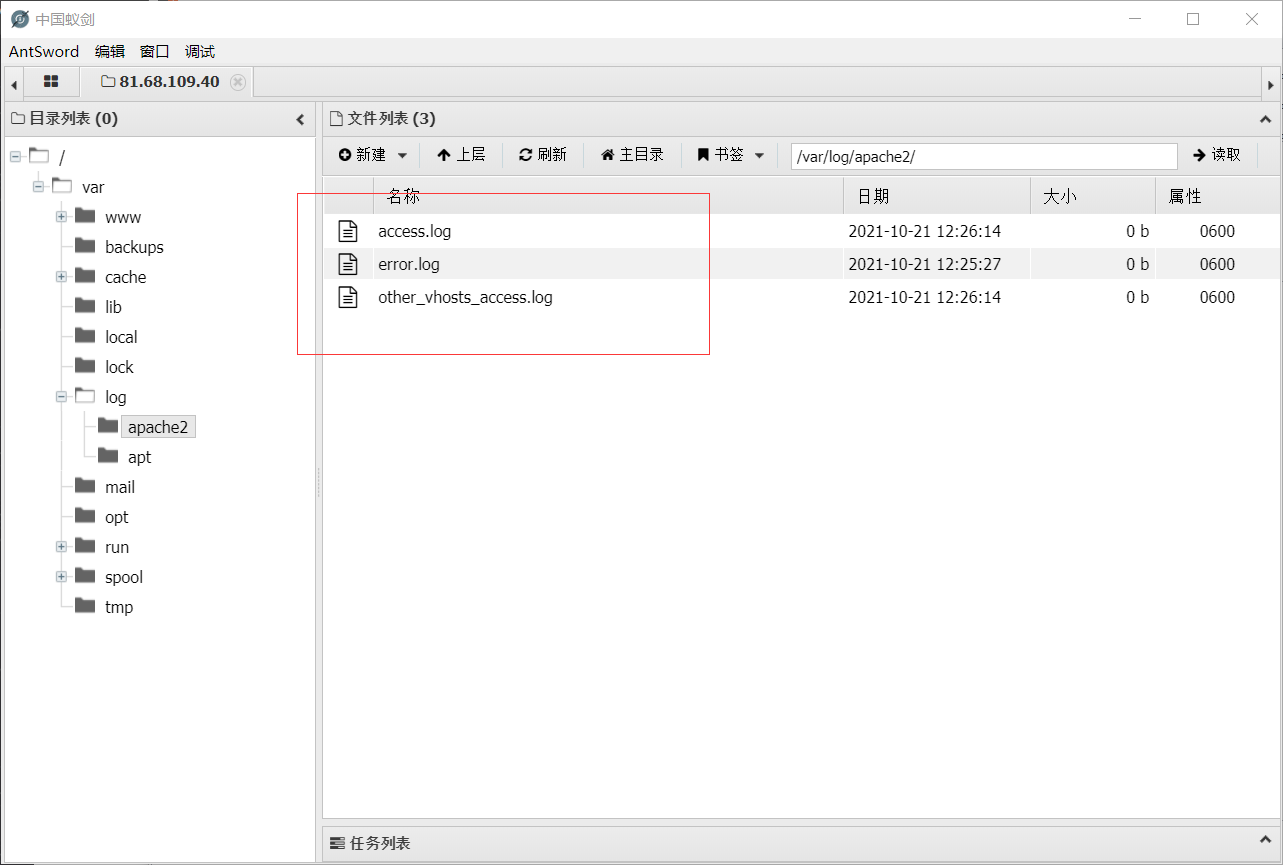 中国蚁剑
AntSword 编辑 窗口 调试
81.68.109.40
目录列表 (0)
/
var
www
backups
cache
lib
local
lock
log
apache2
apt
mail
opt
run
spool
tmp
文件列表 (3)
新建 上层 刷新 主目录 书签 /var/log/apache2/ 读取
名称 日期 大小 属性
access.log 2021-10-21 12:26:14 0 b 0600
error.log 2021-10-21 12:25:27 0 b 0600
other_vhosts_access.log 2021-10-21 12:26:14 0 b 0600
任务列表